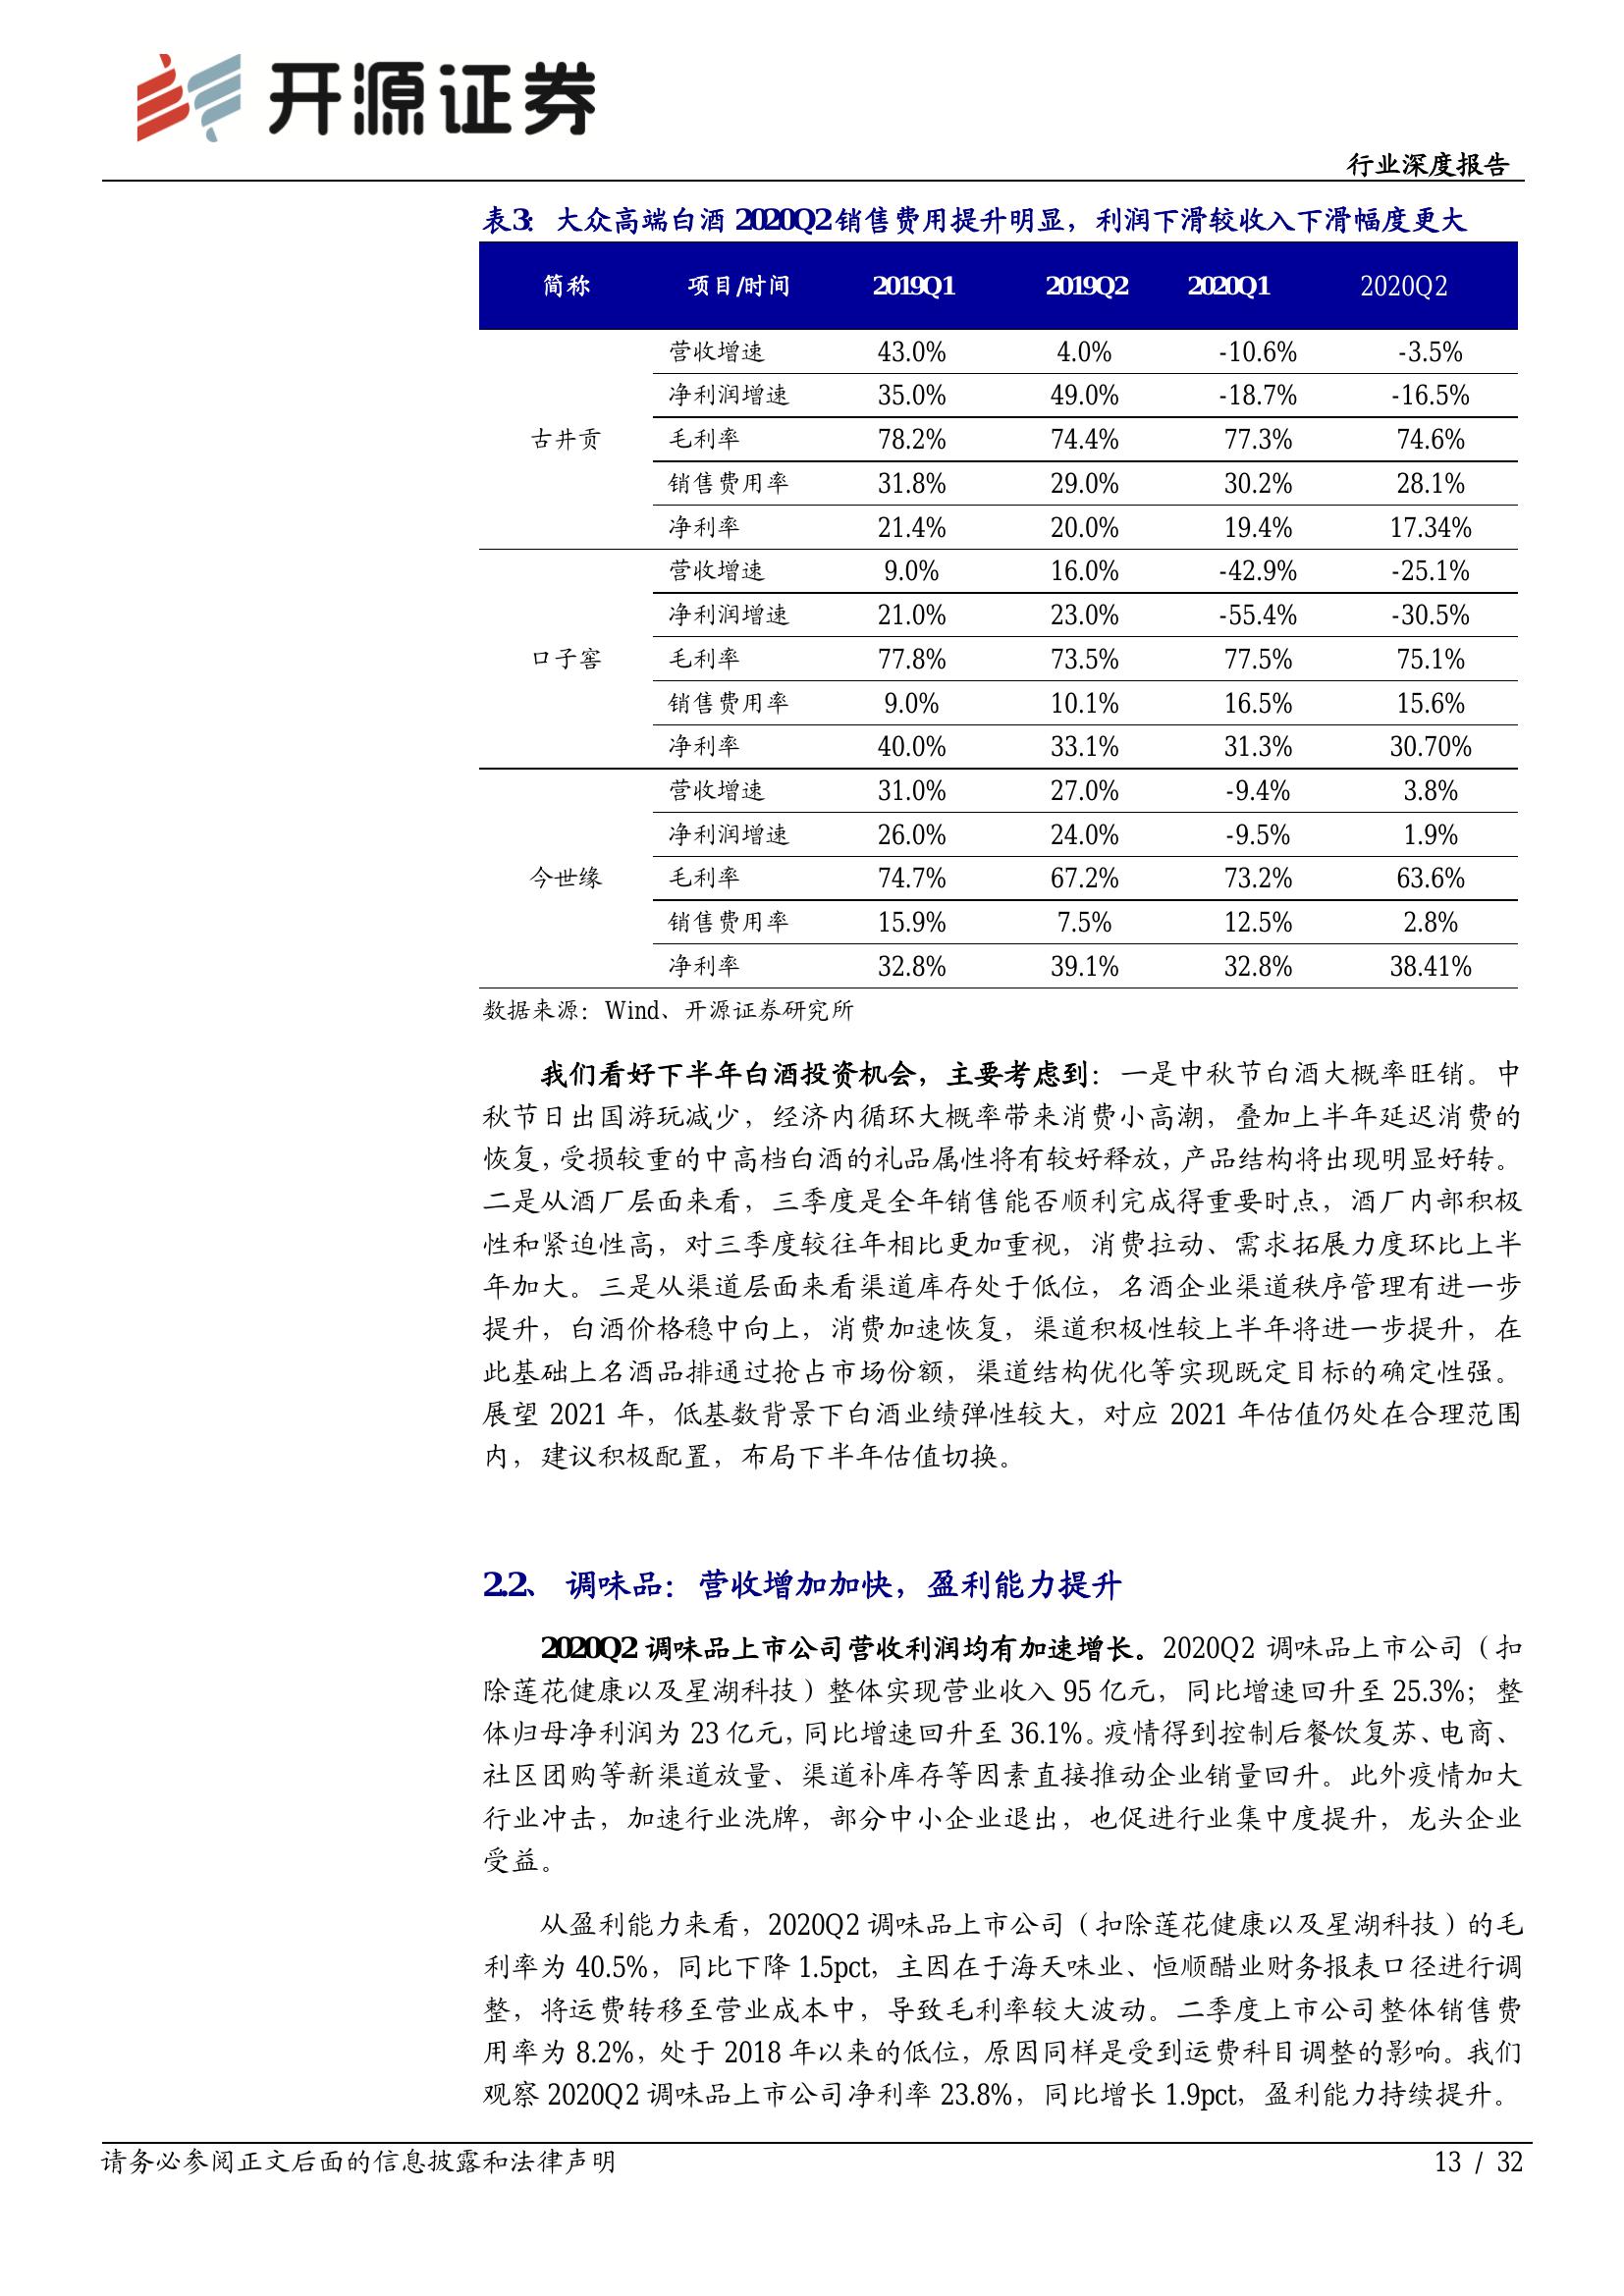 开源证券
行业深度报告
表3：大众高端白酒 2020Q2 销售费用提升明显，利润下滑较收入下滑幅度更大
简称 项目/时间 2019Q1 2019Q2 2020Q1 2020Q2
营收增速 43.0% 4.0% -10.6% -3.5%
净利润增速 35.0% 49.0% -18.7% -16.5%
古井贡 毛利率 78.2% 74.4% 77.3% 74.6%
销售费用率 31.8% 29.0% 30.2% 28.1%
净利率 21.4% 20.0% 19.4% 17.34%
营收增速 9.0% 16.0% -42.9% -25.1%
净利润增速 21.0% 23.0% -55.4% -30.5%
口子窖 毛利率 77.8% 73.5% 77.5% 75.1%
销售费用率 9.0% 10.1% 16.5% 15.6%
净利率 40.0% 33.1% 31.3% 30.70%
营收增速 31.0% 27.0% -9.4% 3.8%
净利润增速 26.0% 24.0% -9.5% 1.9%
今世缘 毛利率 74.7% 67.2% 73.2% 63.6%
销售费用率 15.9% 7.5% 12.5% 2.8%
净利率 32.8% 39.1% 32.8% 38.41%
数据来源：Wind、开源证券研究所
我们看好下半年白酒投资机会，主要考虑到：一是中秋节白酒大概率旺销。中
秋节日出国游玩减少，经济内循环大概率带来消费小高潮，叠加上半年延迟消费的
恢复，受损较重的中高档白酒的礼品属性将有较好释放，产品结构将出现明显好转。
二是从酒厂层面来看，三季度是全年销售能否顺利完成得重要时点，酒厂内部积极
性和紧迫性高，对三季度较往年相比更加重视，消费拉动、需求拓展力度环比上半
年加大。三是从渠道层面来看渠道库存处于低位，名酒企业渠道秩序管理有进一步
提升，白酒价格稳中向上，消费加速恢复，渠道积极性较上半年将进一步提升，在
此基础上名酒品排通过抢占市场份额，渠道结构优化等实现既定目标的确定性强。
展望 2021 年，低基数背景下白酒业绩弹性较大，对应 2021 年估值仍处在合理范围
内，建议积极配置，布局下半年估值切换。
2.2、 调味品：营收增加加快，盈利能力提升
2020Q2 调味品上市公司营收利润均有加速增长。2020Q2 调味品上市公司（扣
除莲花健康以及星湖科技）整体实现营业收入 95 亿元，同比增速回升至 25.3%；整
体归母净利润为 23 亿元，同比增速回升至 36.1%。疫情得到控制后餐饮复苏、电商、
社区团购等新渠道放量、渠道补库存等因素直接推动企业销量回升。此外疫情加大
行业冲击，加速行业洗牌，部分中小企业退出，也促进行业集中度提升，龙头企业
受益。
从盈利能力来看，2020Q2 调味品上市公司（扣除莲花健康以及星湖科技）的毛
利率为 40.5%，同比下降 1.5pct，主因在于海天味业、恒顺醋业财务报表口径进行调
整，将运费转移至营业成本中，导致毛利率较大波动。二季度上市公司整体销售费
用率为 8.2%，处于 2018 年以来的低位，原因同样是受到运费科目调整的影响。我们
观察 2020Q2 调味品上市公司净利率 23.8%，同比增长 1.9pct，盈利能力持续提升。
请务必参阅正文后面的信息披露和法律声明 13 / 32